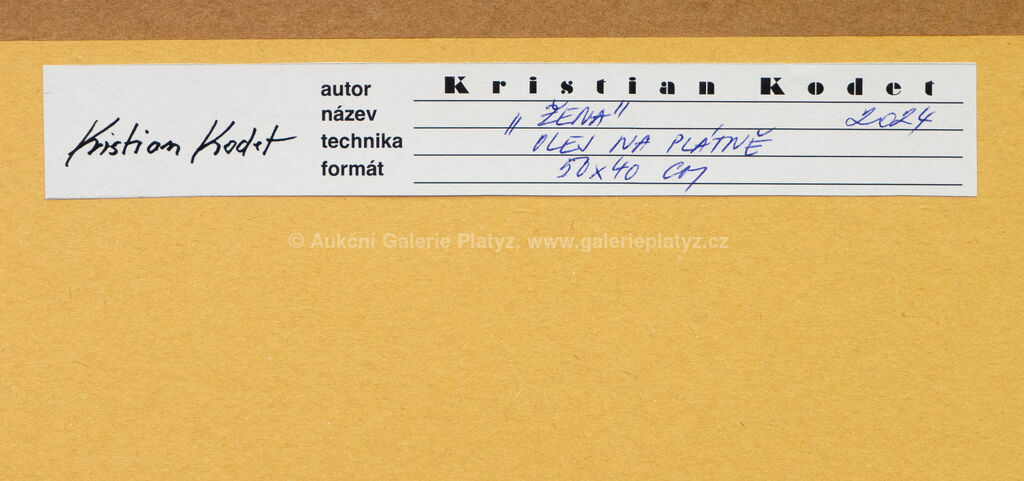 autor Kristian Kodet
název „ŽENA" 2024
Kristian Kodet
technika OLEJ NA PLÁTNĚ
formát 50x40 cm
© Aukcní Galerie Platyz, www.galerieplatyz.cz